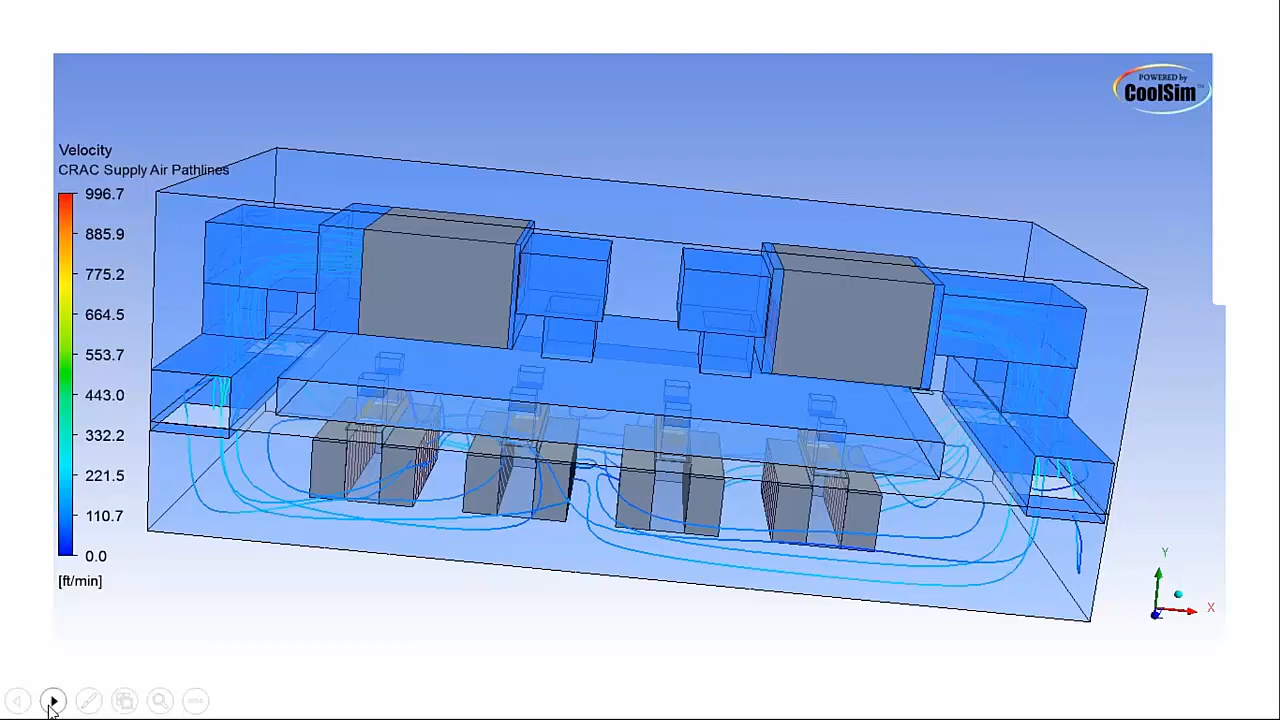 POWERED by
CoolSim™
Velocity
CRAC Supply Air Pathlines
996.7
885.9
775.2
664.5
553.7
443.0
332.2
221.5
110.7
0.0
[ft/min]
Y
X